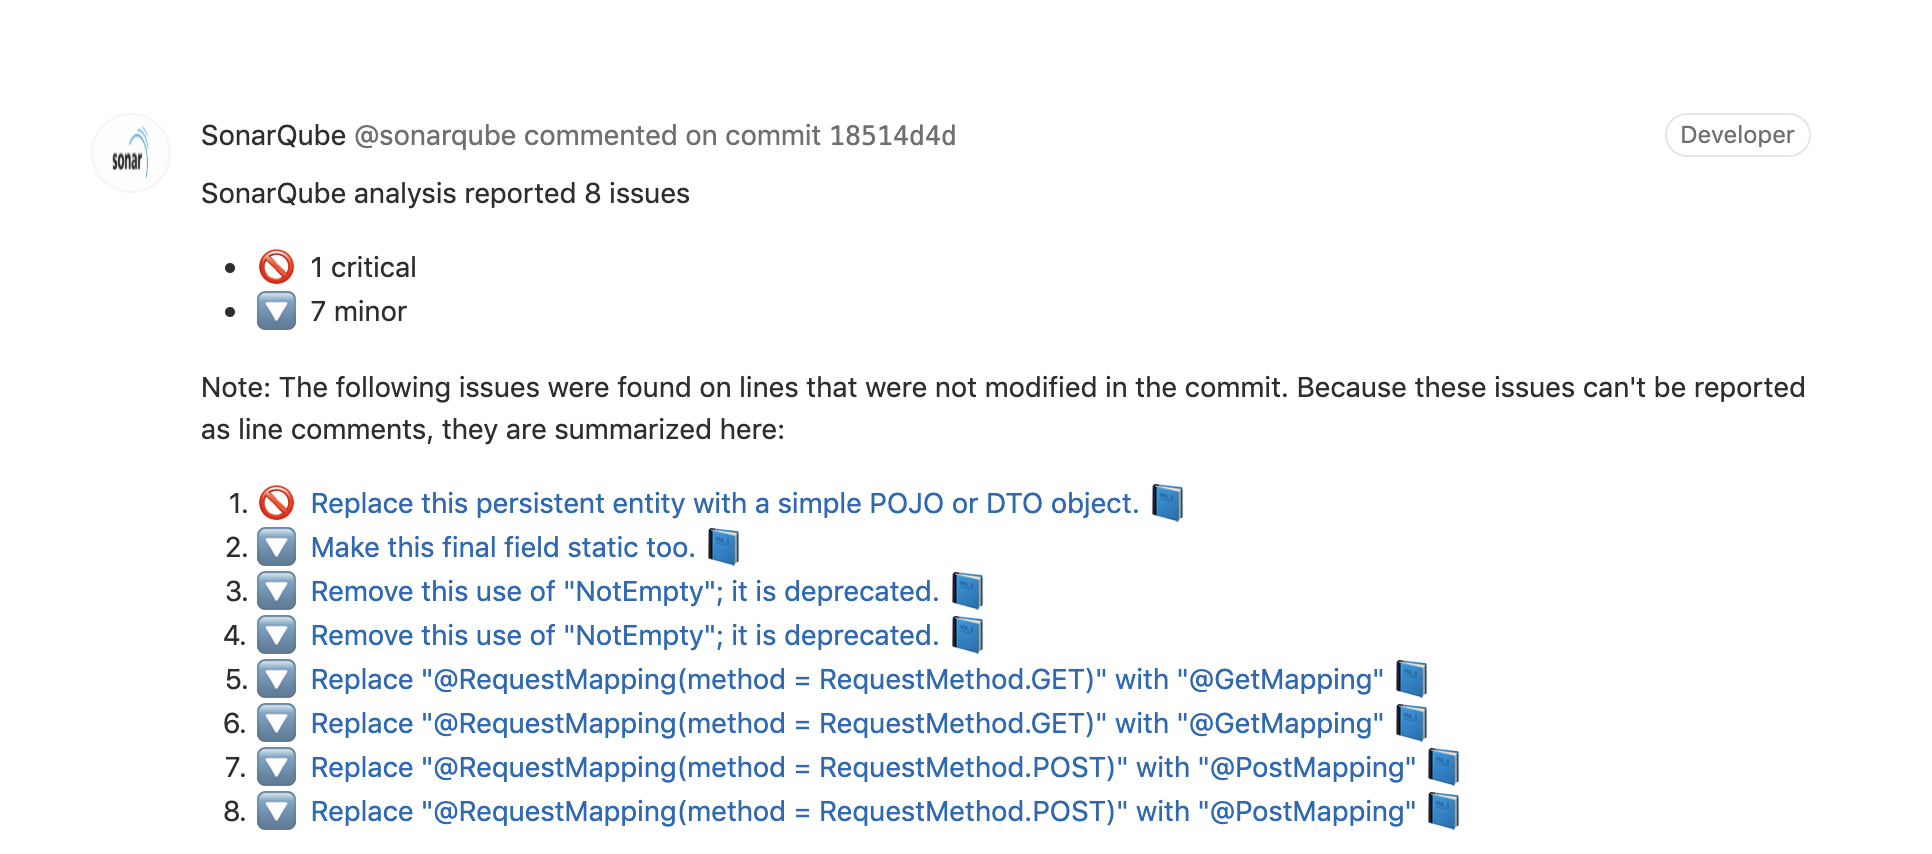 sonar
SonarQube @sonarqube commented on commit 18514d4d
Developer
SonarQube analysis reported 8 issues
• 1 critical
• 7 minor
Note: The following issues were found on lines that were not modified in the commit. Because these issues can't be reported
as line comments, they are summarized here:
1. Replace this persistent entity with a simple POJO or DTO object.
2. Make this final field static too.
3. Remove this use of "NotEmpty"; it is deprecated.
4. Remove this use of "NotEmpty"; it is deprecated.
5. Replace "@RequestMapping(method = RequestMethod.GET)" with "@GetMapping"
6. Replace "@RequestMapping(method = RequestMethod.GET)" with "@GetMapping"
7. Replace "@RequestMapping(method = RequestMethod.POST)" with "@PostMapping"
8. Replace "@RequestMapping(method = RequestMethod.POST)" with "@PostMapping"